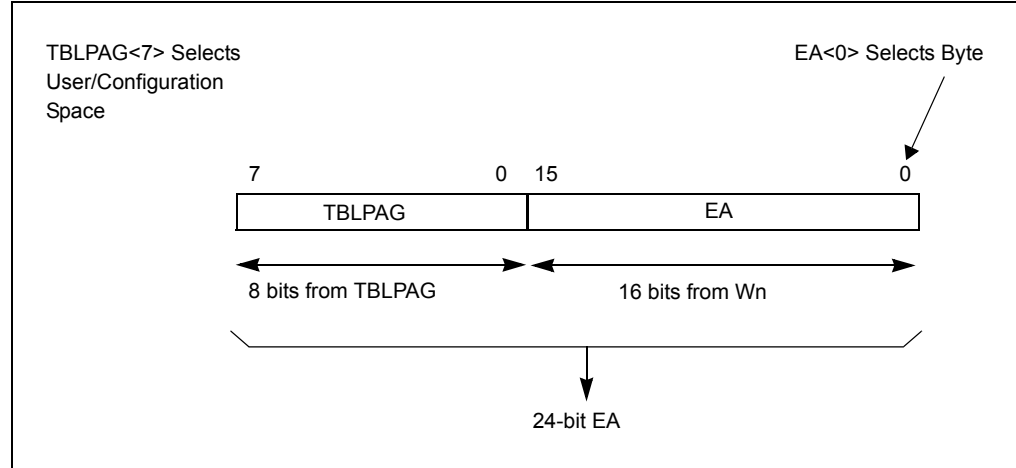 TBLPAG<7> Selects
User/Configuration
Space
EA<0> Selects Byte
7 0 15 0
TBLPAG EA
8 bits from TBLPAG 16 bits from Wn
24-bit EA